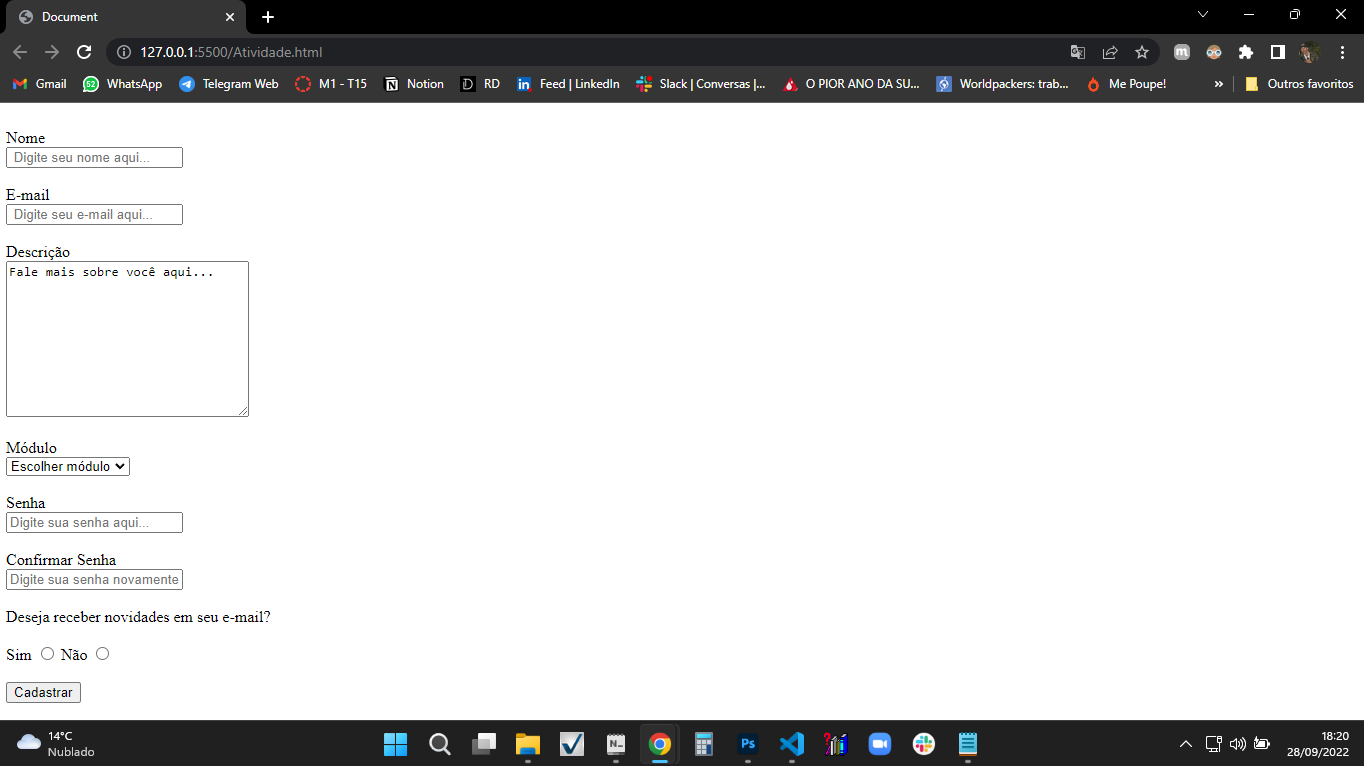 Document
127.0.0.1:5500/Atividade.html
Gmail WhatsApp Telegram Web M1 - T15 Notion RD Feed | LinkedIn Slack | Conversas |... O PIOR ANO DA SU... Worldpackers: trab... Me Poupe! » Outros favoritos
Nome
Digite seu nome aqui...
E-mail
Digite seu e-mail aqui...
Descrição
Fale mais sobre você aqui...
Módulo
Escolher módulo
Senha
Digite sua senha aqui...
Confirmar Senha
Digite sua senha novamente
Deseja receber novidades em seu e-mail?
Sim Não
Cadastrar
14°C
Nublado
18:20
28/09/2022